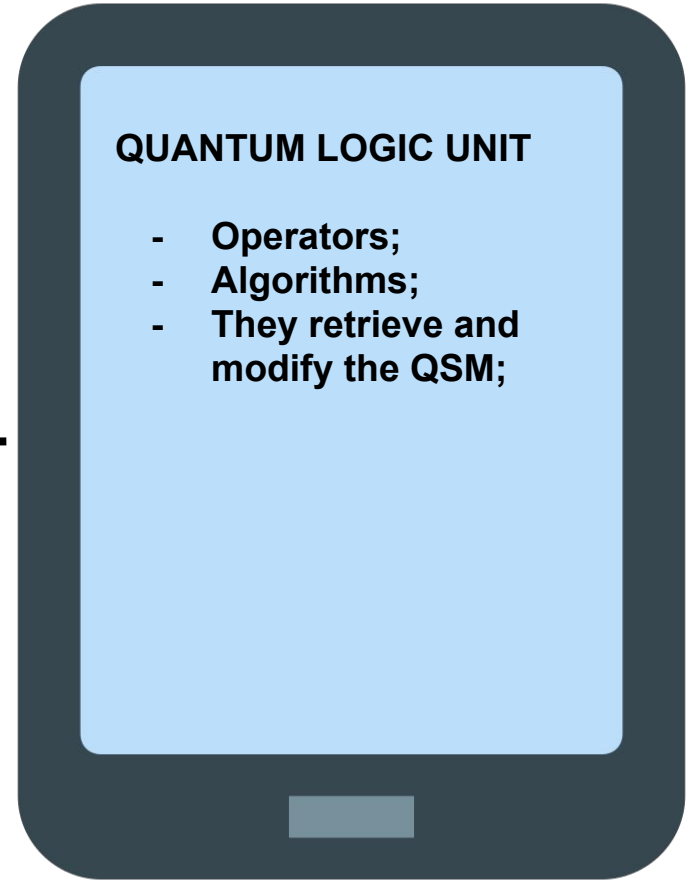 QUANTUM LOGIC UNIT
- Operators;
- Algorithms;
- They retrieve and
modify the QSM;